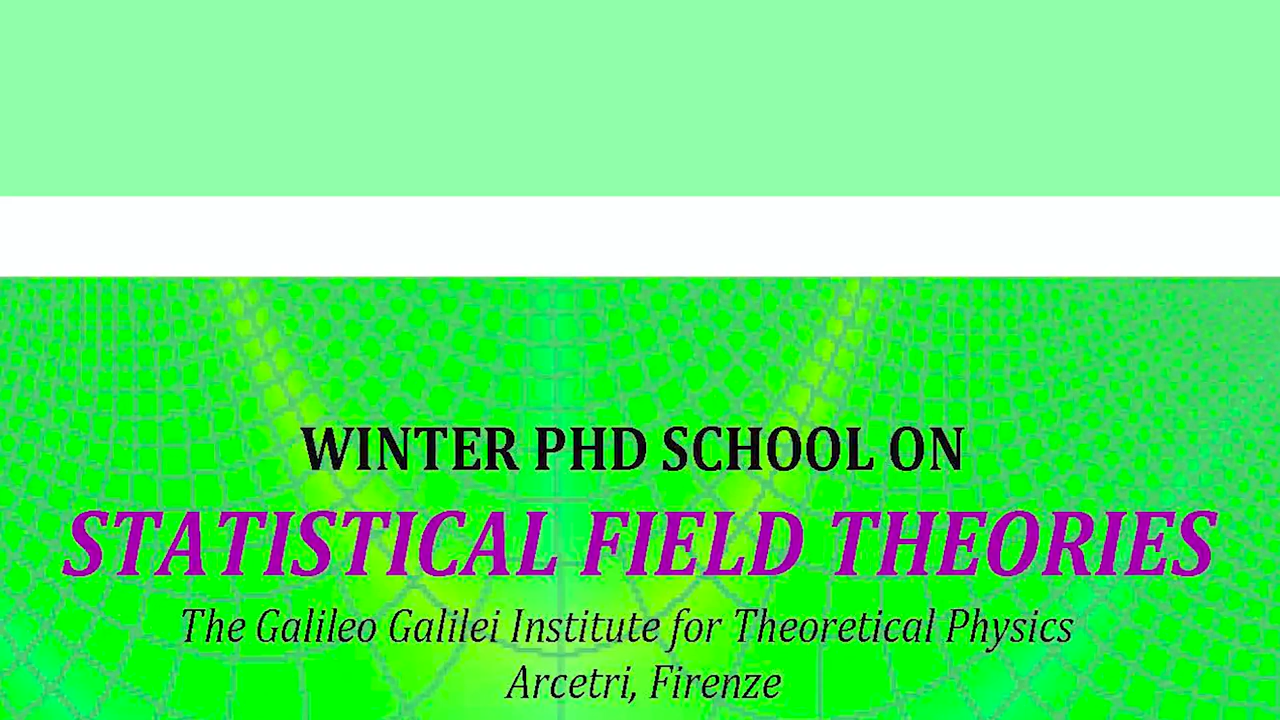 WINTER PHD SCHOOL ON
STATISTICAL FIELD THEORIES
The Galileo Galilei Institute for Theoretical Physics
Arcetri, Firenze